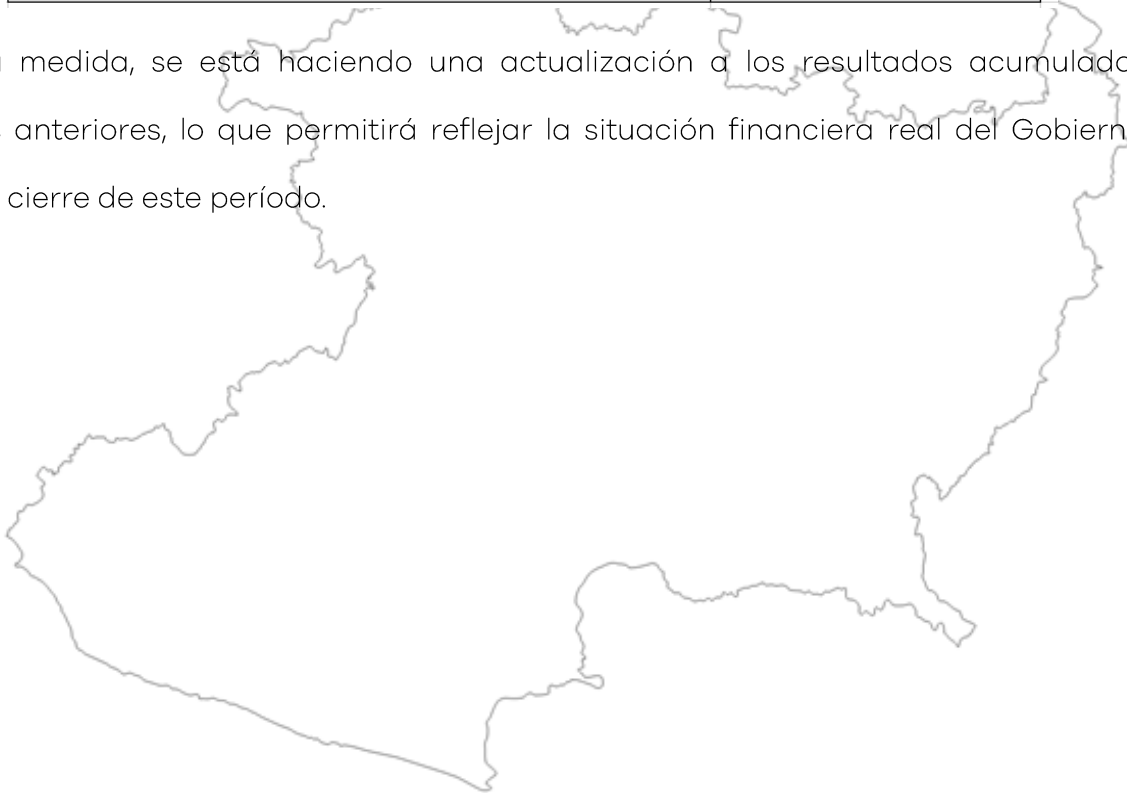 medida, se está haciendo una actualización a los resultados acumulado
anteriores, lo que permitirá reflejar la situación financiera real del Gobiern
cierre de este período.